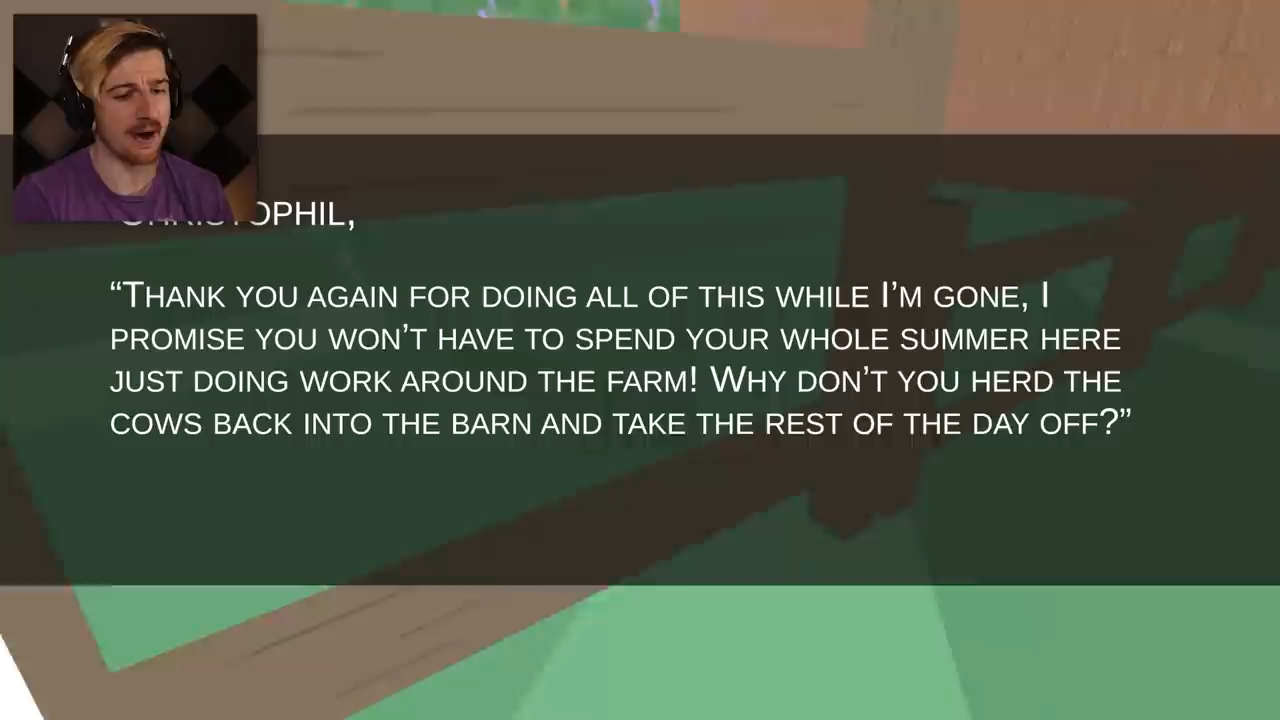 “CHRISTOPHIL,
“THANK YOU AGAIN FOR DOING ALL OF THIS WHILE I’M GONE, I
PROMISE YOU WON’T HAVE TO SPEND YOUR WHOLE SUMMER HERE
JUST DOING WORK AROUND THE FARM! WHY DON’T YOU HERD THE
COWS BACK INTO THE BARN AND TAKE THE REST OF THE DAY OFF?”